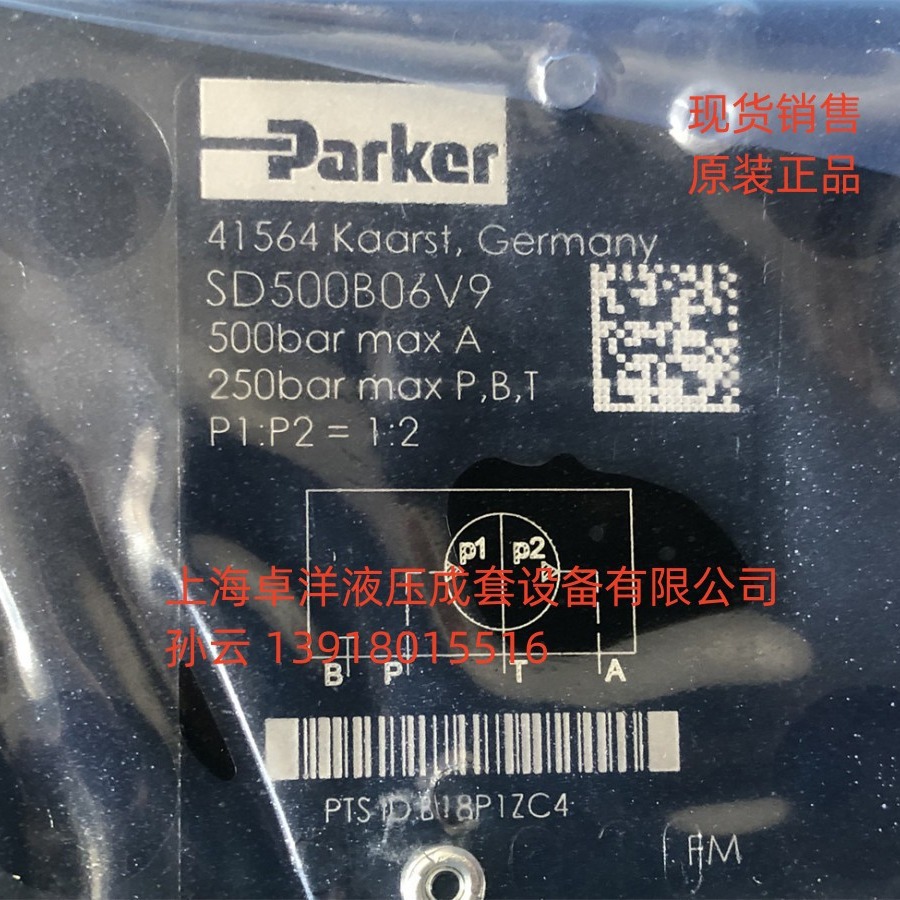 Parker
现货销售
原装正品
41564 Kaarst, Germany
SD500B06V9
500bar max A
250bar max P,B,T
P1:P2 = 1:2
p1 p2
上海卓洋液压成套设备有限公司
孙云 13918015516
B P T A
PTS ID B18P1ZC4
FM